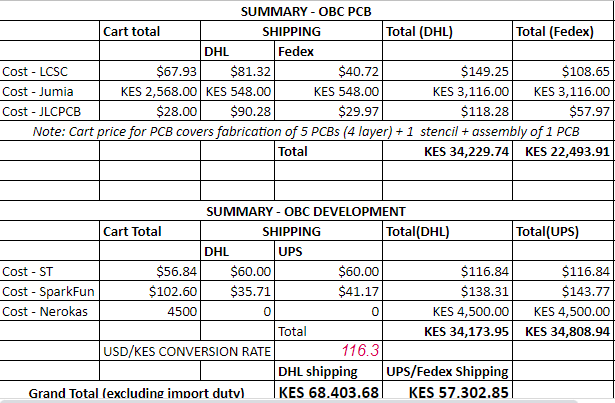 SUMMARY - OBC PCB
Cart total SHIPPING Total (DHL) Total (Fedex)
DHL Fedex
Cost - LCSC $67.93 $81.32 $40.72 $149.25 $108.65
Cost - Jumia KES 2,568.00 KES 548.00 KES 548.00 KES 3,116.00 KES 3,116.00
Cost - JLCPCB $28.00 $90.28 $29.97 $118.28 $57.97
Note: Cart price for PCB covers fabrication of 5 PCBs (4 layer) + 1 stencil + assembly of 1 PCB
Total KES 34,229.74 KES 22,493.91
SUMMARY - OBC DEVELOPMENT
Cart Total SHIPPING Total(DHL) Total(UPS)
DHL UPS
Cost - ST $56.84 $60.00 $60.00 $116.84 $116.84
Cost - SparkFun $102.60 $35.71 $41.17 $138.31 $143.77
Cost - Nerokas 4500 0 0 KES 4,500.00 KES 4,500.00
Total KES 34,173.95 KES 34,808.94
USD/KES CONVERSION RATE 116.3
DHL shipping UPS/Fedex Shipping
Grand Total (excluding import duty) KES 68,403.68 KES 57,302.85